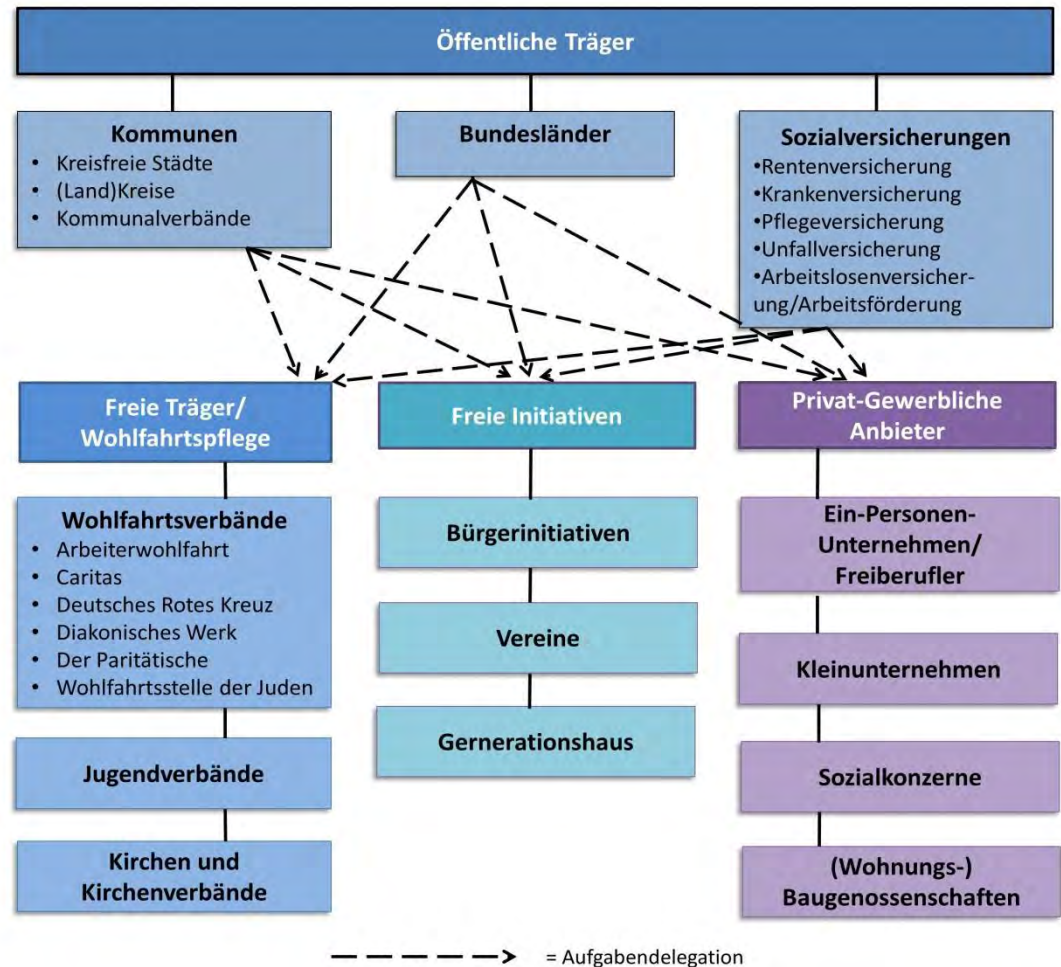 Öffentliche Träger
Kommunen
• Kreisfreie Städte
• (Land)Kreise
• Kommunalverbände
Bundesländer
Sozialversicherungen
•Rentenversicherung
•Krankenversicherung
•Pflegeversicherung
•Unfallversicherung
•Arbeitslosenversicher-
ung/Arbeitsförderung
Freie Träger/
Wohlfahrtspflege
Wohlfahrtsverbände
• Arbeiterwohlfahrt
• Caritas
• Deutsches Rotes Kreuz
• Diakonisches Werk
• Der Paritätische
• Wohlfahrtsstelle der Juden
Jugendverbände
Kirchen und
Kirchenverbände
Freie Initiativen
Bürgerinitiativen
Vereine
Gernerationshaus
Privat-Gewerbliche
Anbieter
Ein-Personen-
Unternehmen/
Freiberufler
Kleinunternehmen
Sozialkonzerne
(Wohnungs-)
Baugenossenschaften
= Aufgabendelegation